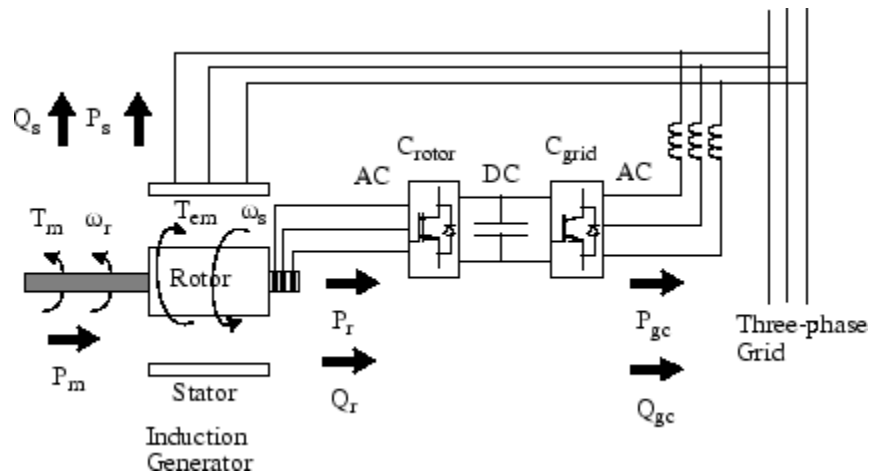 Qs Ps
Crotor
Cgrid
AC
DC
AC
Tm ωr
Tem
ωs
Rotor
Pr
Pgc
Three-phase
Grid
Pm
Stator
Qr
Qgc
Induction
Generator